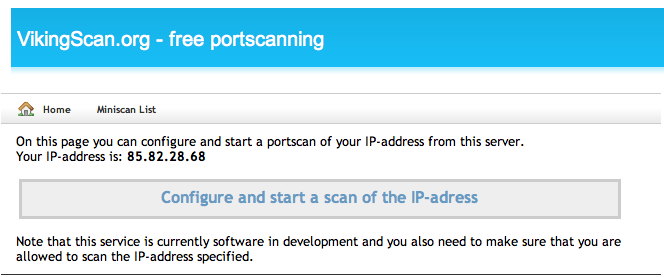 VikingScan.org - free portscanning
Home Miniscan List
On this page you can configure and start a portscan of your IP-address from this server.
Your IP-address is: 85.82.28.68
Configure and start a scan of the IP-adress
Note that this service is currently software in development and you also need to make sure that you are
allowed to scan the IP-address specified.